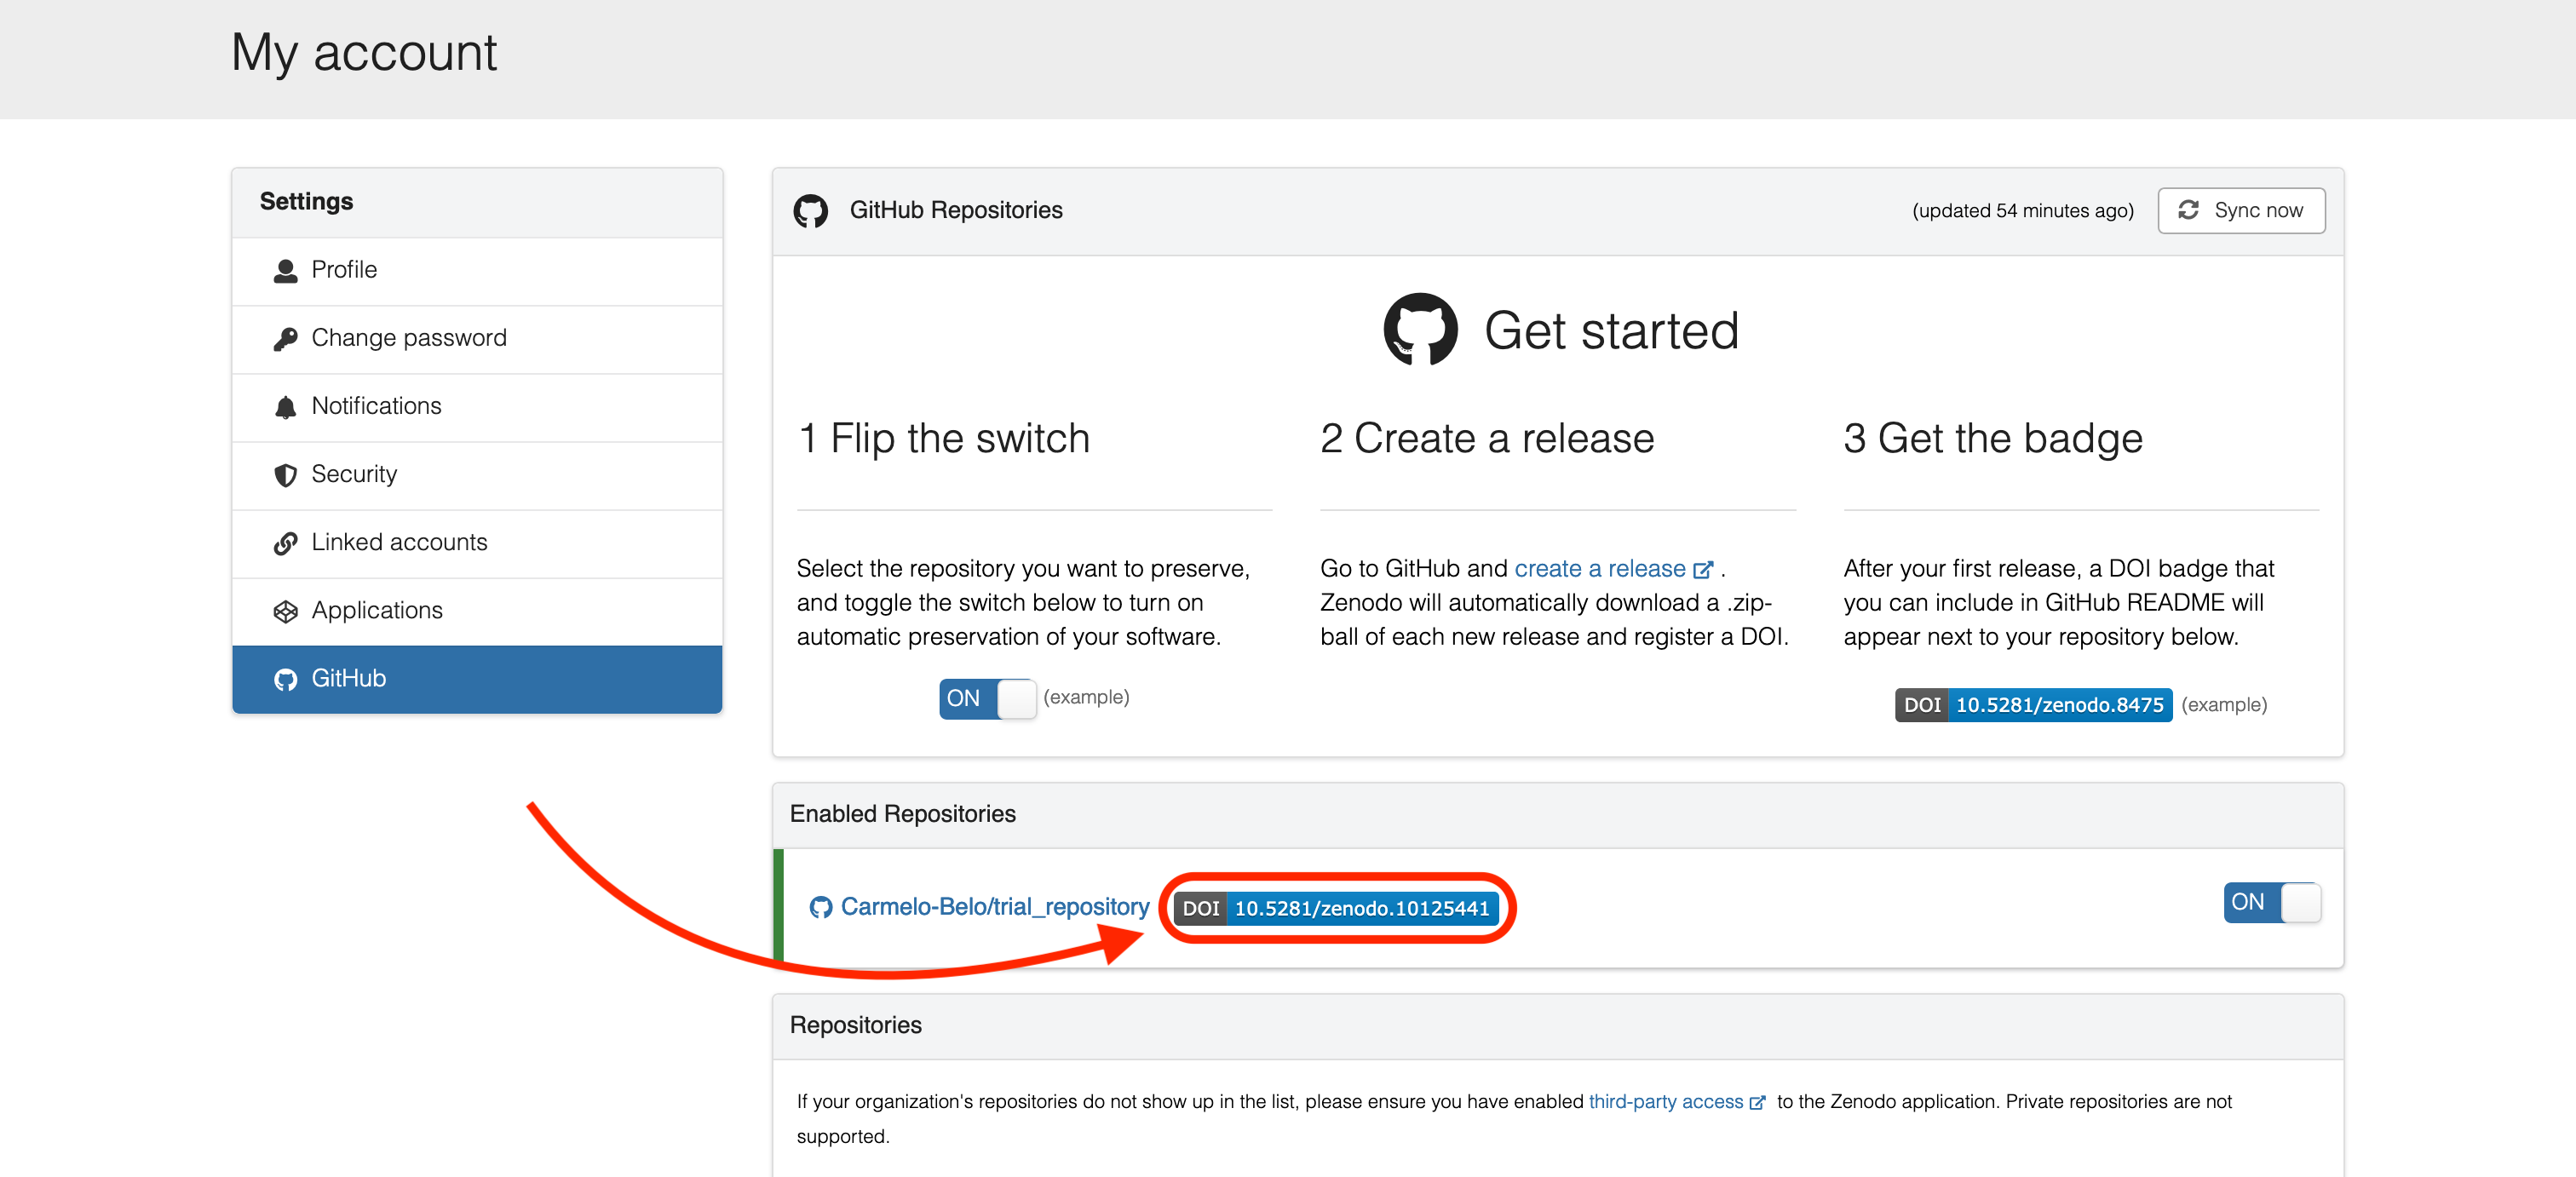 My account
Settings
Profile
Change password
Notifications
Security
Linked accounts
Applications
GitHub
GitHub Repositories
(updated 54 minutes ago)
Sync now
Get started
1 Flip the switch
Select the repository you want to preserve,
and toggle the switch below to turn on
automatic preservation of your software.
ON (example)
2 Create a release
Go to GitHub and create a release .
Zenodo will automatically download a .zip-
ball of each new release and register a DOI.
3 Get the badge
After your first release, a DOI badge that
you can include in GitHub README will
appear next to your repository below.
DOI 10.5281/zenodo.8475 (example)
Enabled Repositories
Carmelo-Belo/trial_repository DOI 10.5281/zenodo.10125441 ON
Repositories
If your organization's repositories do not show up in the list, please ensure you have enabled third-party access to the Zenodo application. Private repositories are not
supported.